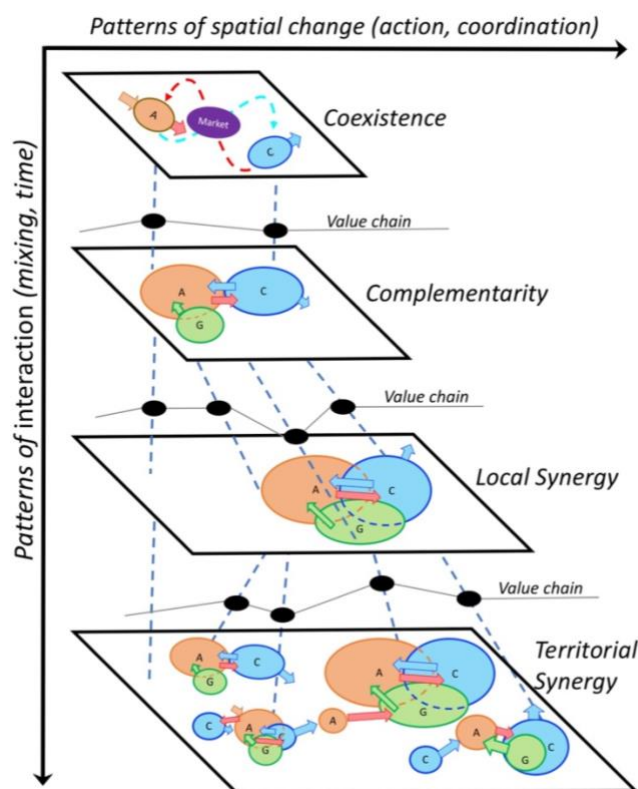 Patterns of spatial change (action, coordination)
Patterns of interaction (mixing, time)
A
Market
C
Coexistence
Value chain
A
C
G
Complementarity
Value chain
A
C
G
Local Synergy
Value chain
A
C
G
A
C
G
Territorial
Synergy
C
A
C
G
A
A
C
G
C